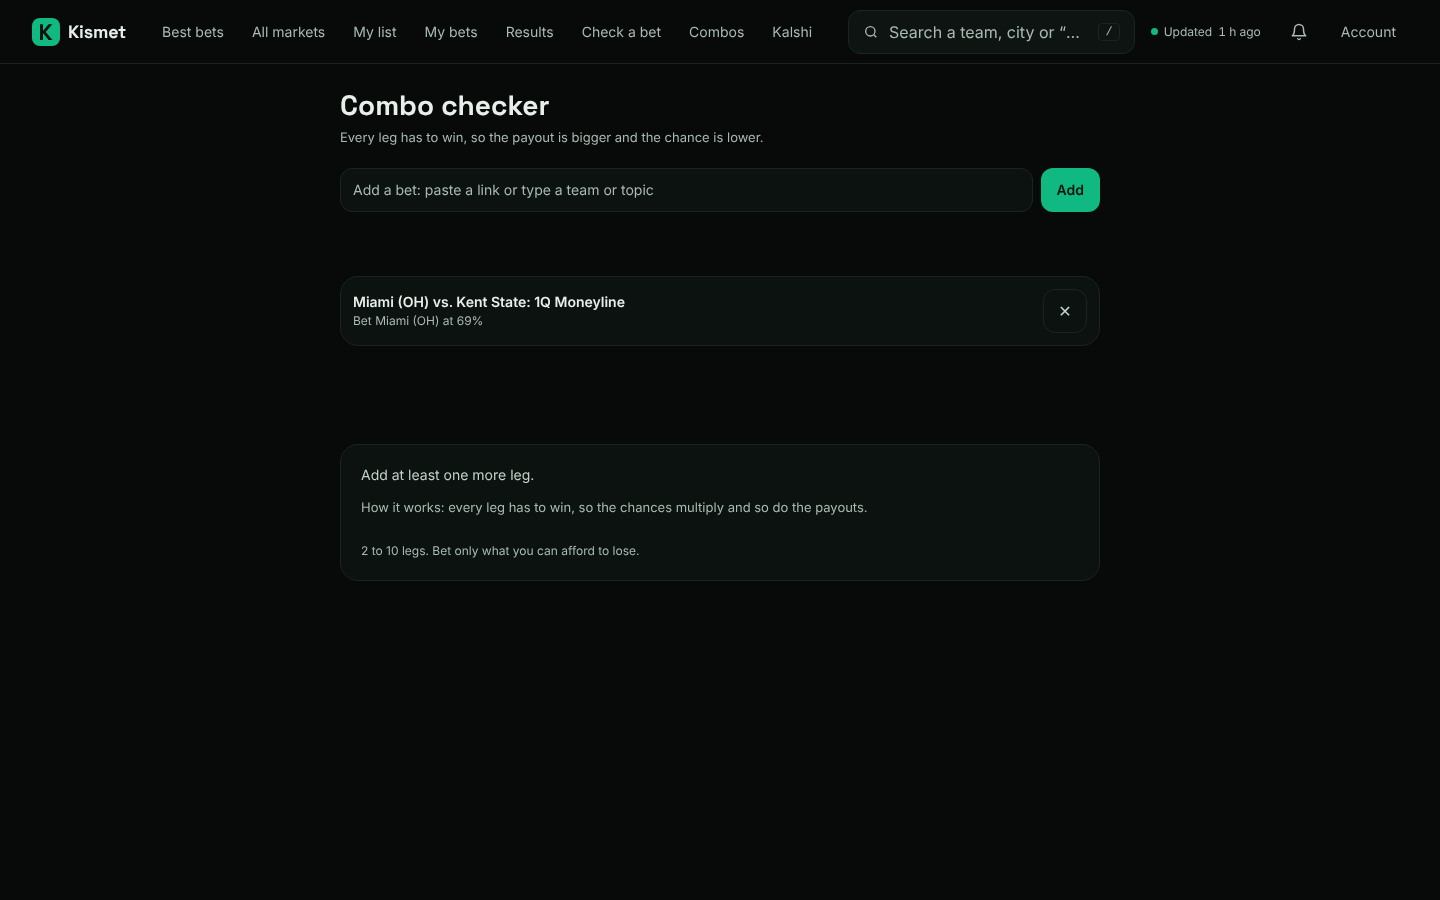 Kismet
Best bets
All markets
My list
My bets
Results
Check a bet
Combos
Kalshi
Search a team, city or “...
/
Updated 1 h ago
Account
Combo checker
Every leg has to win, so the payout is bigger and the chance is lower.
Add a bet: paste a link or type a team or topic
Add
Miami (OH) vs. Kent State: 1Q Moneyline
Bet Miami (OH) at 69%
Add at least one more leg.
How it works: every leg has to win, so the chances multiply and so do the payouts.
2 to 10 legs. Bet only what you can afford to lose.